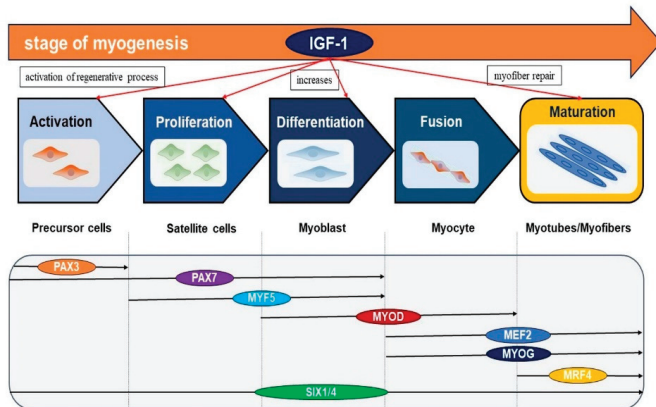 stage of myogenesis
IGF-1
activation of regenerative process
increases
myofiber repair
Activation
Proliferation
Differentiation
Fusion
Maturation
Precursor cells
Satellite cells
Myoblast
Myocyte
Myotubes/Myofibers
PAX3
PAX7
MYF5
MYOD
MEF2
MYOG
MRF4
SIX1/4